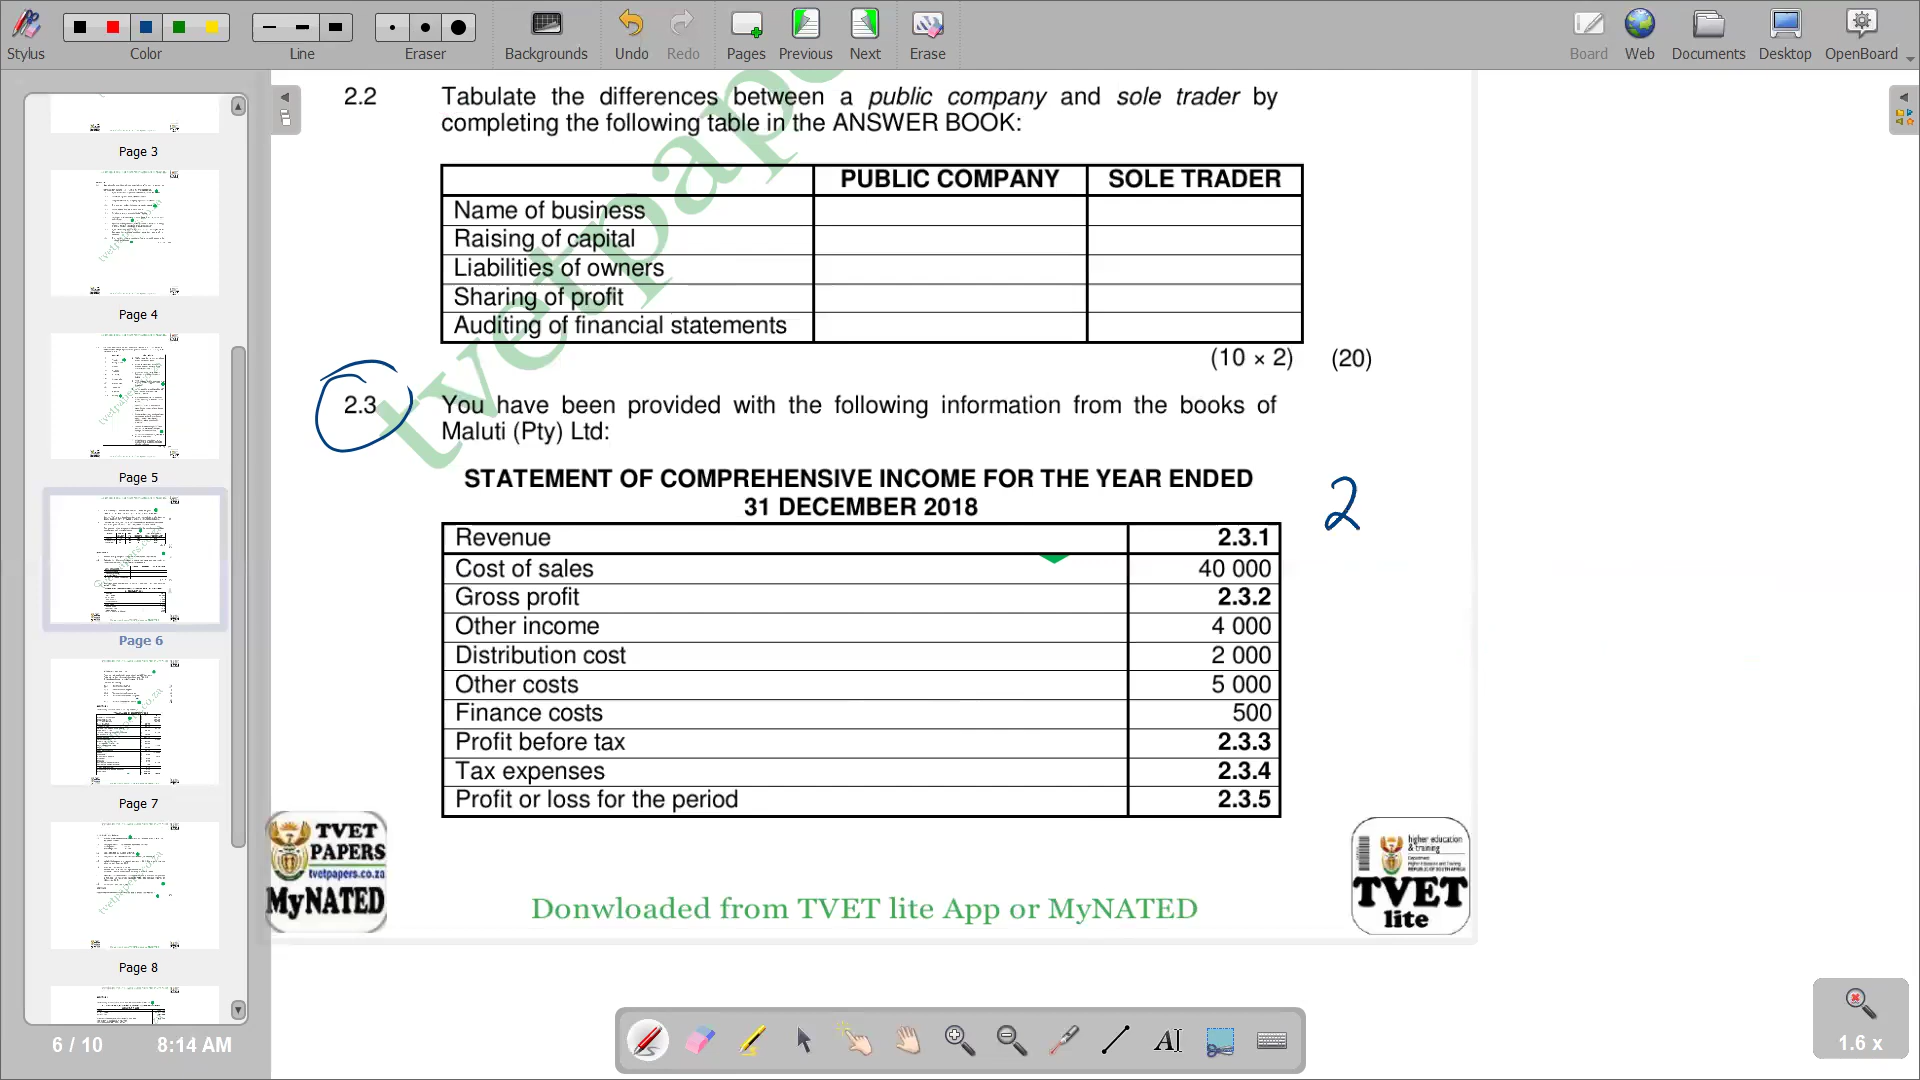 Stylus
Color
Line
Eraser
Backgrounds
Undo
Redo
Pages
Previous
Next
Erase
Board
Web
Documents
Desktop
OpenBoard
Page 3
Page 4
Page 5
Page 6
Page 7
Page 8
6 / 10
8:14 AM
2.2 Tabulate the differences between a public company and sole trader by
completing the following table in the ANSWER BOOK:
PUBLIC COMPANY SOLE TRADER
Name of business
Raising of capital
Liabilities of owners
Sharing of profit
Auditing of financial statements
(10 × 2) (20)
2.3 You have been provided with the following information from the books of
Maluti (Pty) Ltd:
STATEMENT OF COMPREHENSIVE INCOME FOR THE YEAR ENDED
31 DECEMBER 2018
2
Revenue 2.3.1
Cost of sales 40 000
Gross profit 2.3.2
Other income 4 000
Distribution cost 2 000
Other costs 5 000
Finance costs 500
Profit before tax 2.3.3
Tax expenses 2.3.4
Profit or loss for the period 2.3.5
tvetpape
TVET
PAPERS
tvetpapers.co.za
MyNATED
Donwloaded from TVET lite App or MyNATED
higher education
& training
TVET
lite
AI
1.6 x